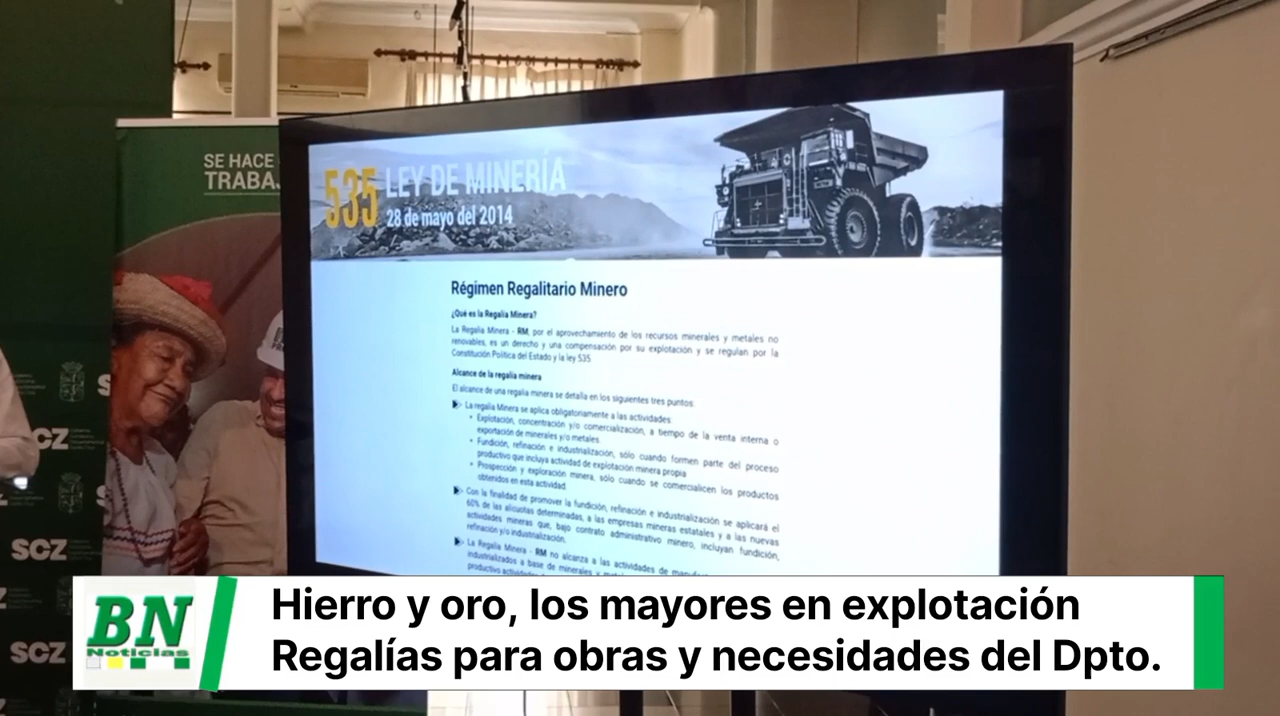 SE HACE
TRABAJ
535 LEY DE MINERÍA
28 de mayo del 2014
Régimen Regalitario Minero
¿Qué es la Regalía Minera?
La Regalía Minera - RM, por el aprovechamiento de los recursos minerales y metales no
renovables, es un derecho y una compensación por su explotación y se regulan por la
Constitución Política del Estado y la ley 535
Alcance de la regalía minera
El alcance de una regalía minera se detalla en los siguientes tres puntos:
La regalía Minera se aplica obligatoriamente a las actividades
• Explotación, concentración y/o comercialización, a tiempo de la venta interna o
exportación de minerales y/o metales.
• Fundición, refinación e industrialización, sólo cuando formen parte del proceso
productivo que incluya actividad de explotación minera propia
• Prospección y exploración minera, sólo cuando se comercialicen los productos
obtenidos en esta actividad.
Con la finalidad de promover la fundición, refinación e industrialización se aplicará el
60% de las alícuotas determinadas, a las empresas mineras estatales y a las nuevas
actividades mineras que, bajo contrato administrativo minero, incluyan fundición,
refinación y/o industrialización.
La Regalía Minera - RM no alcanza a las actividades de
industrializados a base de minerales y
SCZ
SCZ
SCZ
BN
Noticias
Hierro y oro, los mayores en explotación
Regalías para obras y necesidades del Dpto.